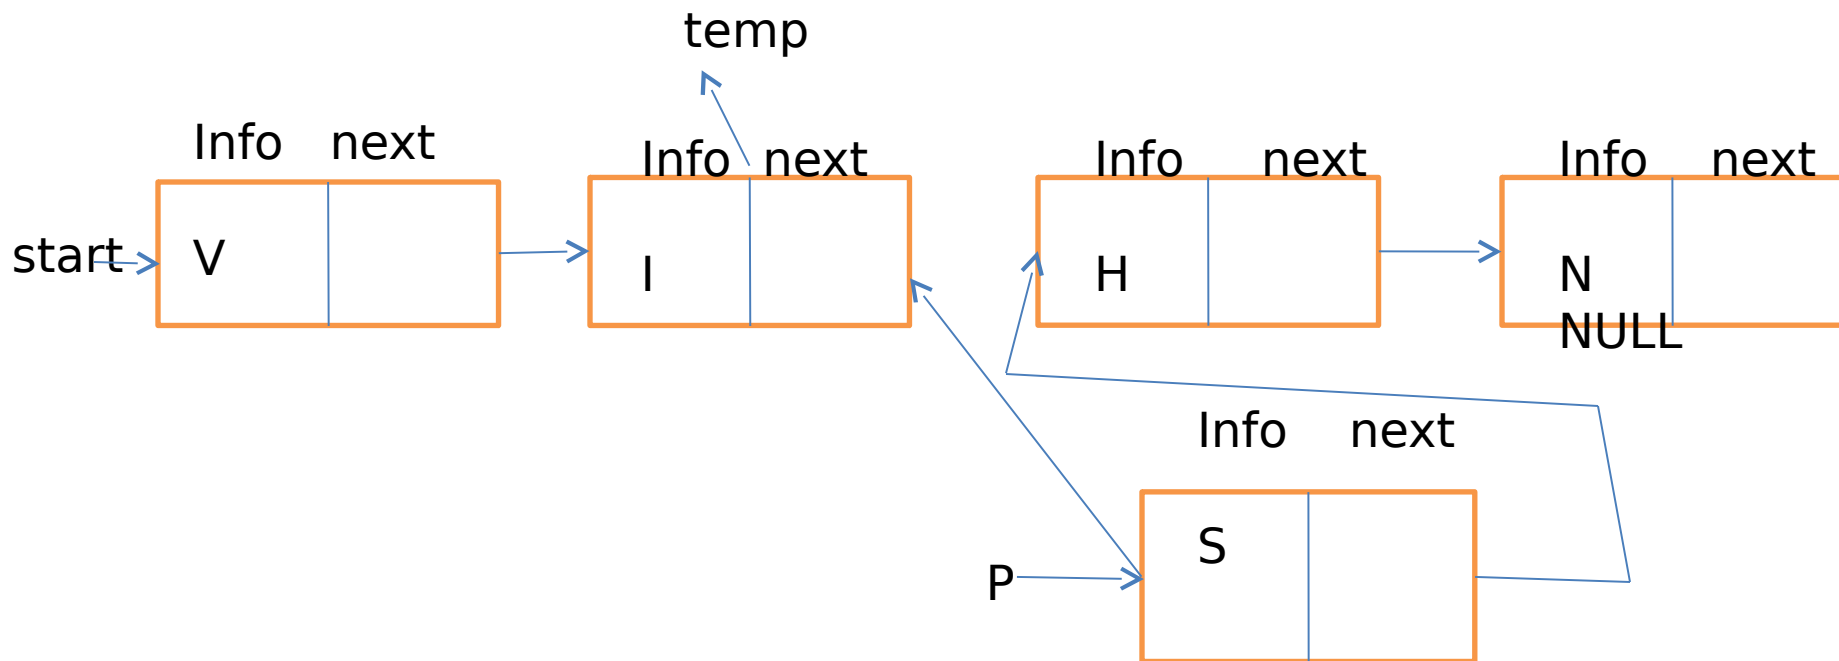 temp
Info next
Info next
Info next
Info next
start
V
I
H
N
NULL
Info next
S
P